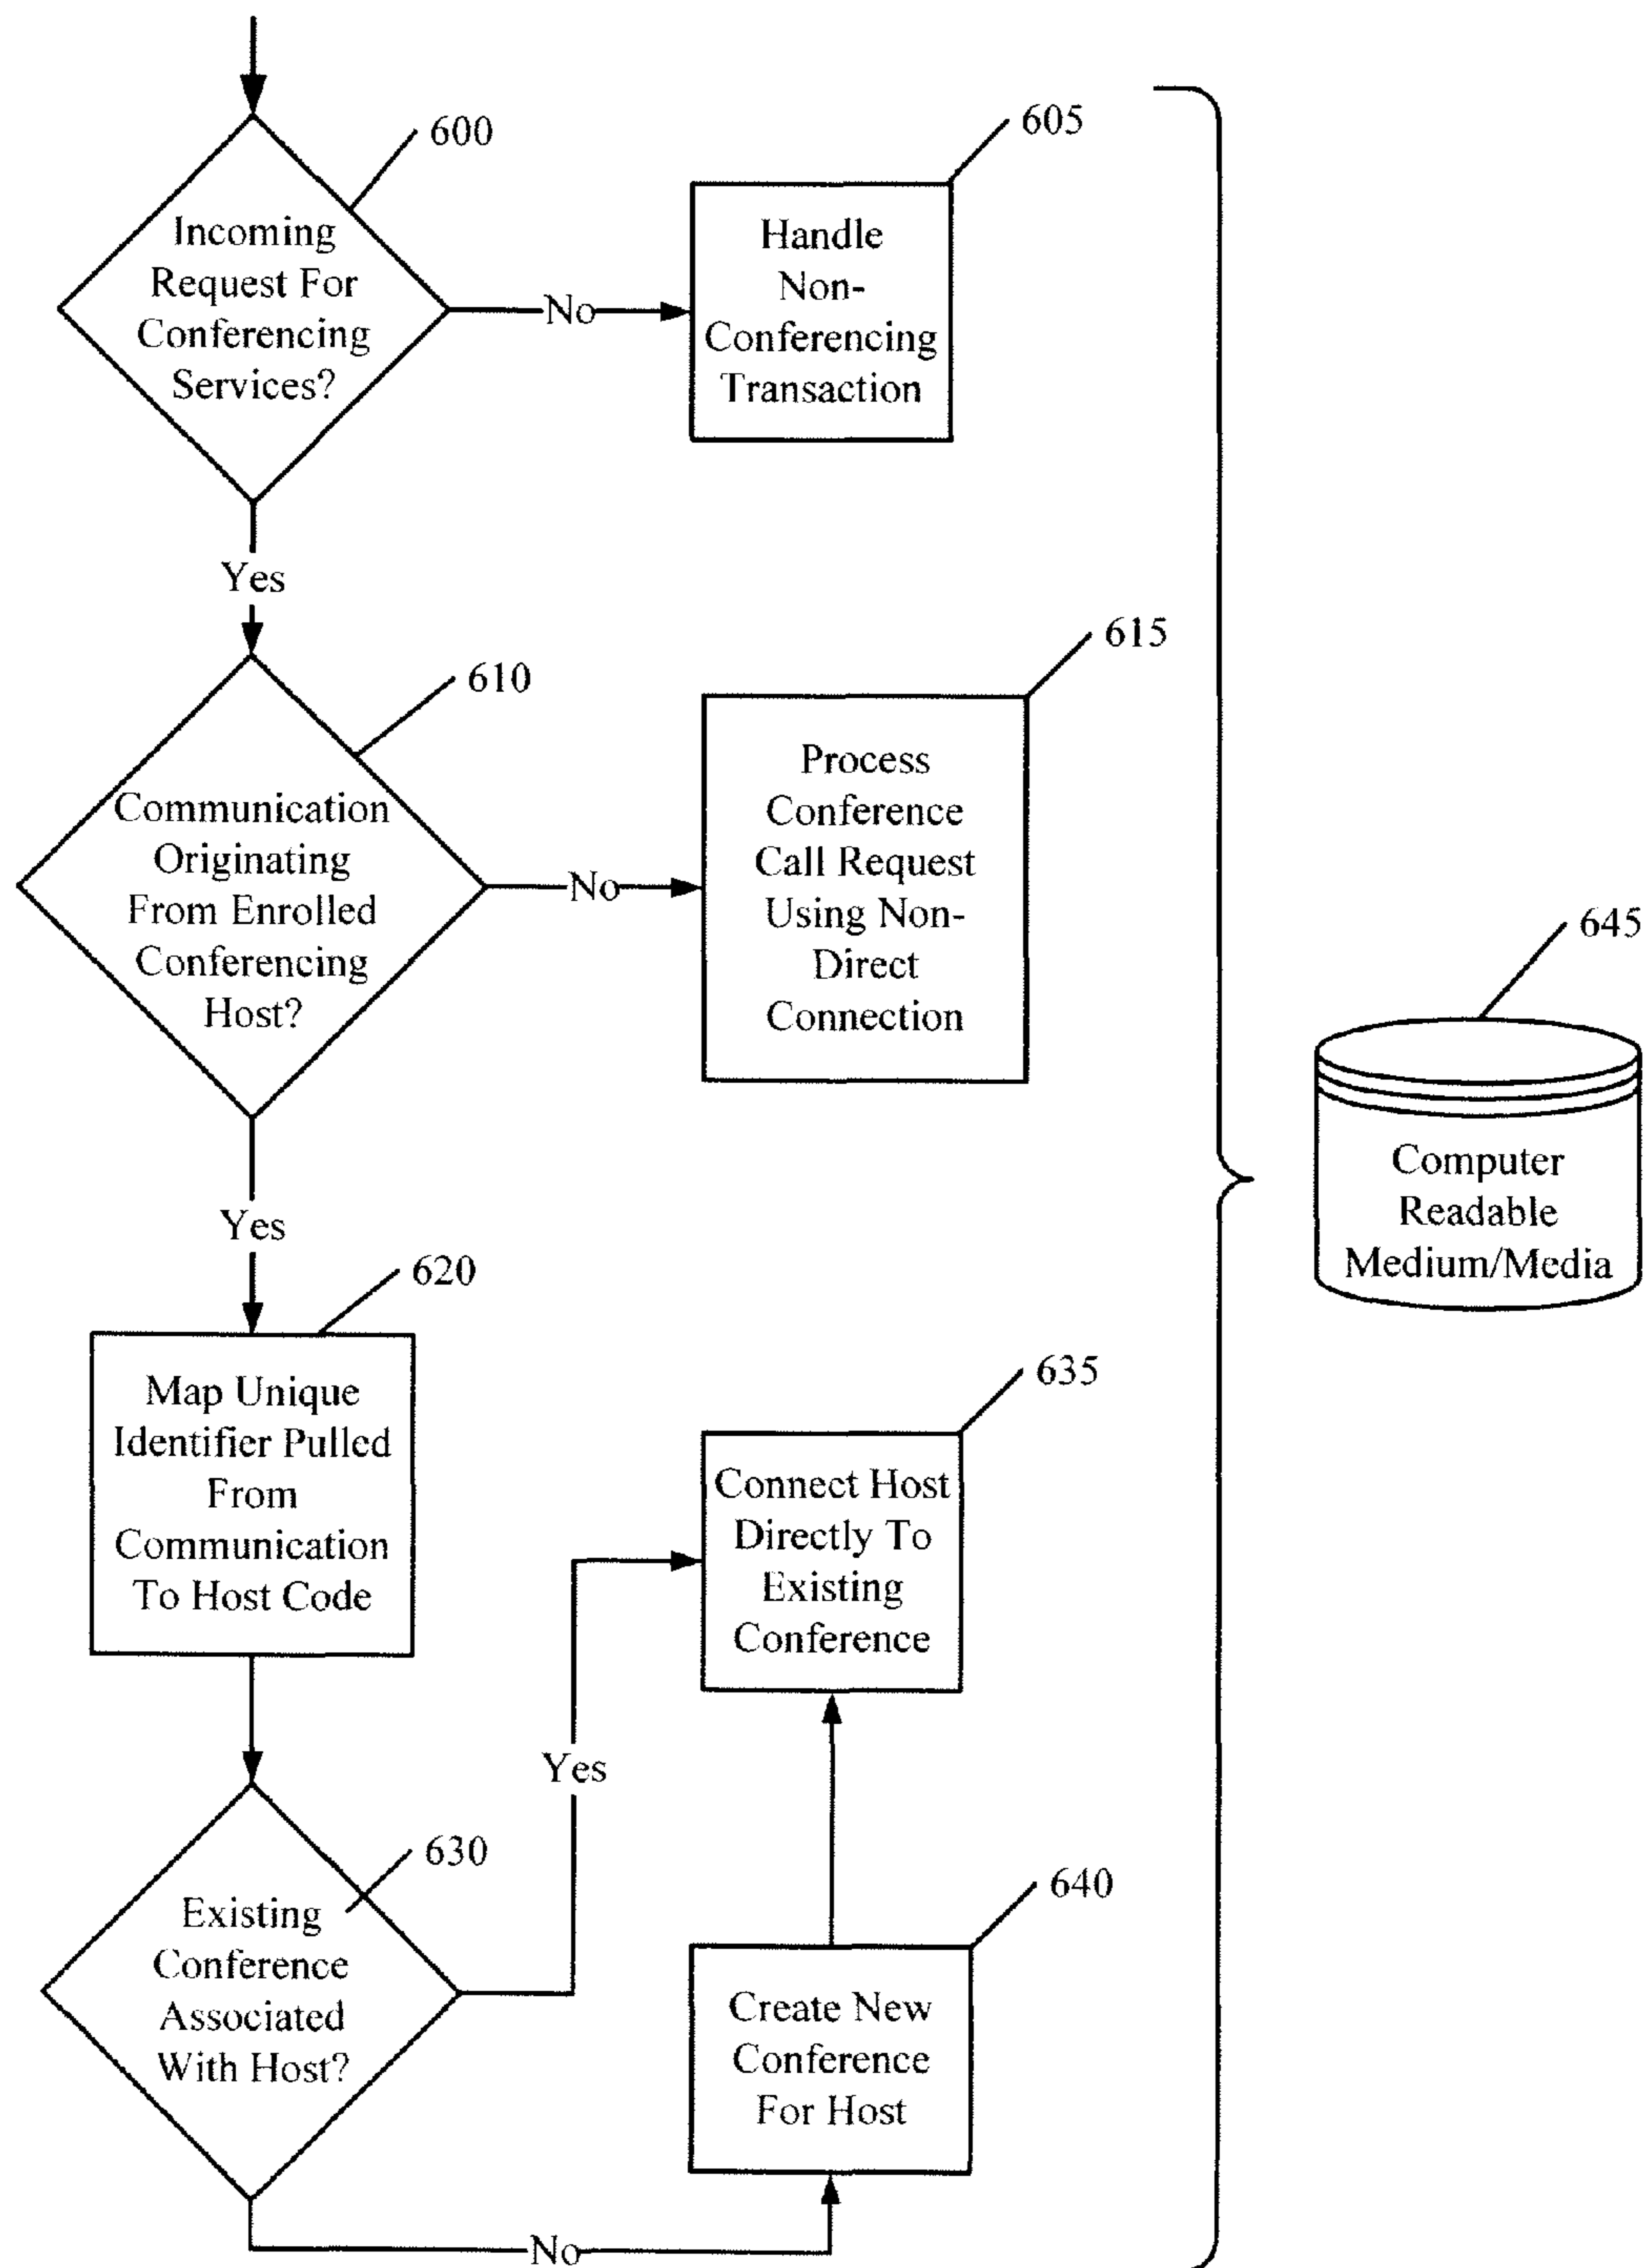 600
Incoming
Request For
Conferencing
Services?
No
605
Handle
Non-
Conferencing
Transaction
Yes
610
Communication
Originating
From Enrolled
Conferencing
Host?
No
615
Process
Conference
Call Request
Using Non-
Direct
Connection
Yes
620
Map Unique
Identifier Pulled
From
Communication
To Host Code
630
Existing
Conference
Associated
With Host?
Yes
635
Connect Host
Directly To
Existing
Conference
No
640
Create New
Conference
For Host
645
Computer
Readable
Medium/Media